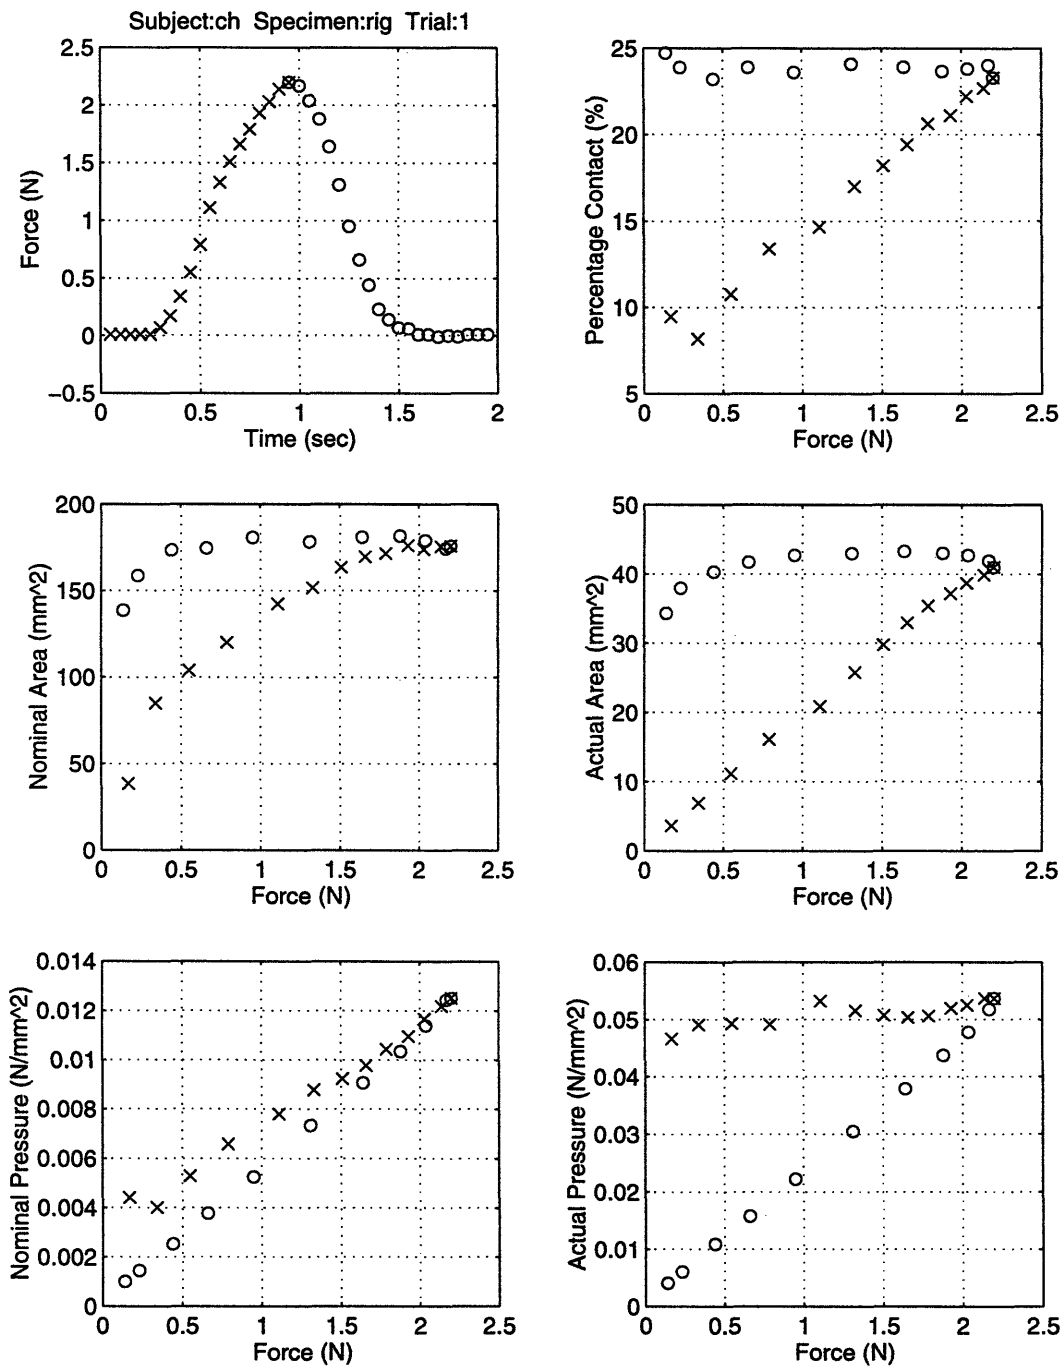 Subject:ch Specimen:rig Trial:1
2.5
2
1.5
1
0.5
0
−0.5
Force (N)
0 0.5 1 1.5 2
Time (sec)
25
20
15
10
5
Percentage Contact (%)
0 0.5 1 1.5 2 2.5
Force (N)
200
150
100
50
0
Nominal Area (mm^2)
0 0.5 1 1.5 2 2.5
Force (N)
50
40
30
20
10
0
Actual Area (mm^2)
0 0.5 1 1.5 2 2.5
Force (N)
0.014
0.012
0.01
0.008
0.006
0.004
0.002
0
Nominal Pressure (N/mm^2)
0 0.5 1 1.5 2 2.5
Force (N)
0.06
0.05
0.04
0.03
0.02
0.01
0
Actual Pressure (N/mm^2)
0 0.5 1 1.5 2 2.5
Force (N)